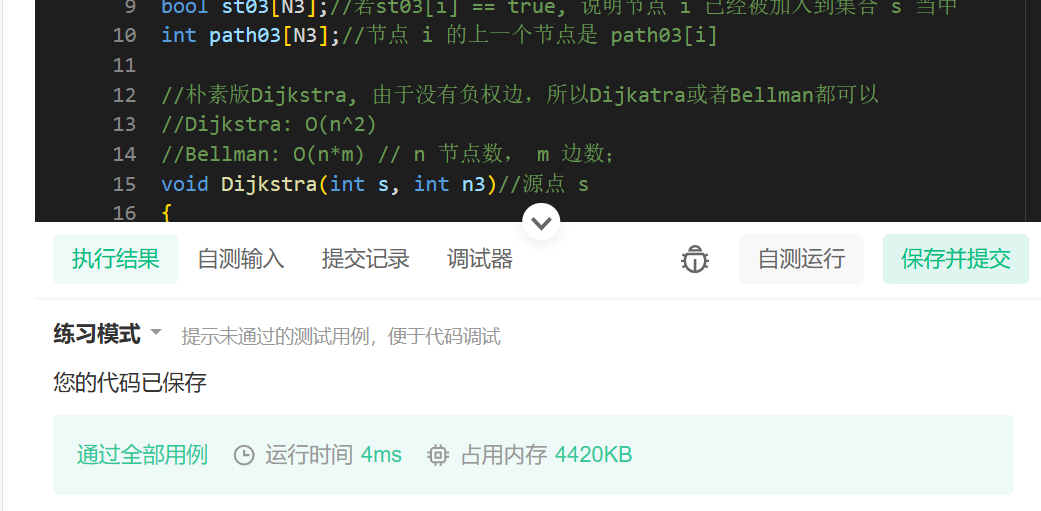 9 bool st03[N3];//若st03[i] == true, 说明节点 i 已经被加入到集合 s 当中
10 int path03[N3];//节点 i 的上一个节点是 path03[i]
11
12 //朴素版Dijkstra, 由于没有负权边，所以Dijkatra或者Bellman都可以
13 //Dijkstra: O(n^2)
14 //Bellman: O(n*m) // n 节点数， m 边数；
15 void Dijkstra(int s, int n3)//源点 s
16 {
执行结果 自测输入 提交记录 调试器 自测运行 保存并提交
练习模式 提示未通过的测试用例，便于代码调试
您的代码已保存
通过全部用例 运行时间 4ms 占用内存 4420KB